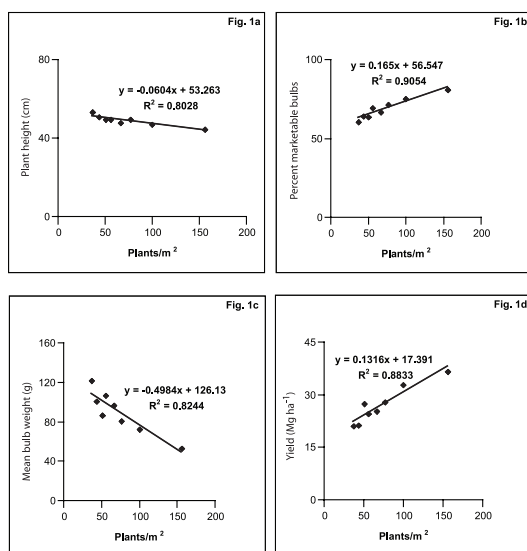 Fig. 1a
80
y = -0.0604x + 53.263
R² = 0.8028
60
40
20
0
Plant height (cm)
0 50 100 150 200
Plants/m²
Fig. 1b
100
y = 0.165x + 56.547
R² = 0.9054
50
0
Percent marketable bulbs
0 50 100 150 200
Plants/m²
Fig. 1c
160
y = -0.4984x + 126.13
R² = 0.8244
120
80
40
0
Mean bulb weight (g)
0 50 100 150 200
Plants/m²
Fig. 1d
45
y = 0.1316x + 17.391
R² = 0.8833
30
15
0
Yield (Mg ha⁻¹)
0 50 100 150 200
Plants/m²